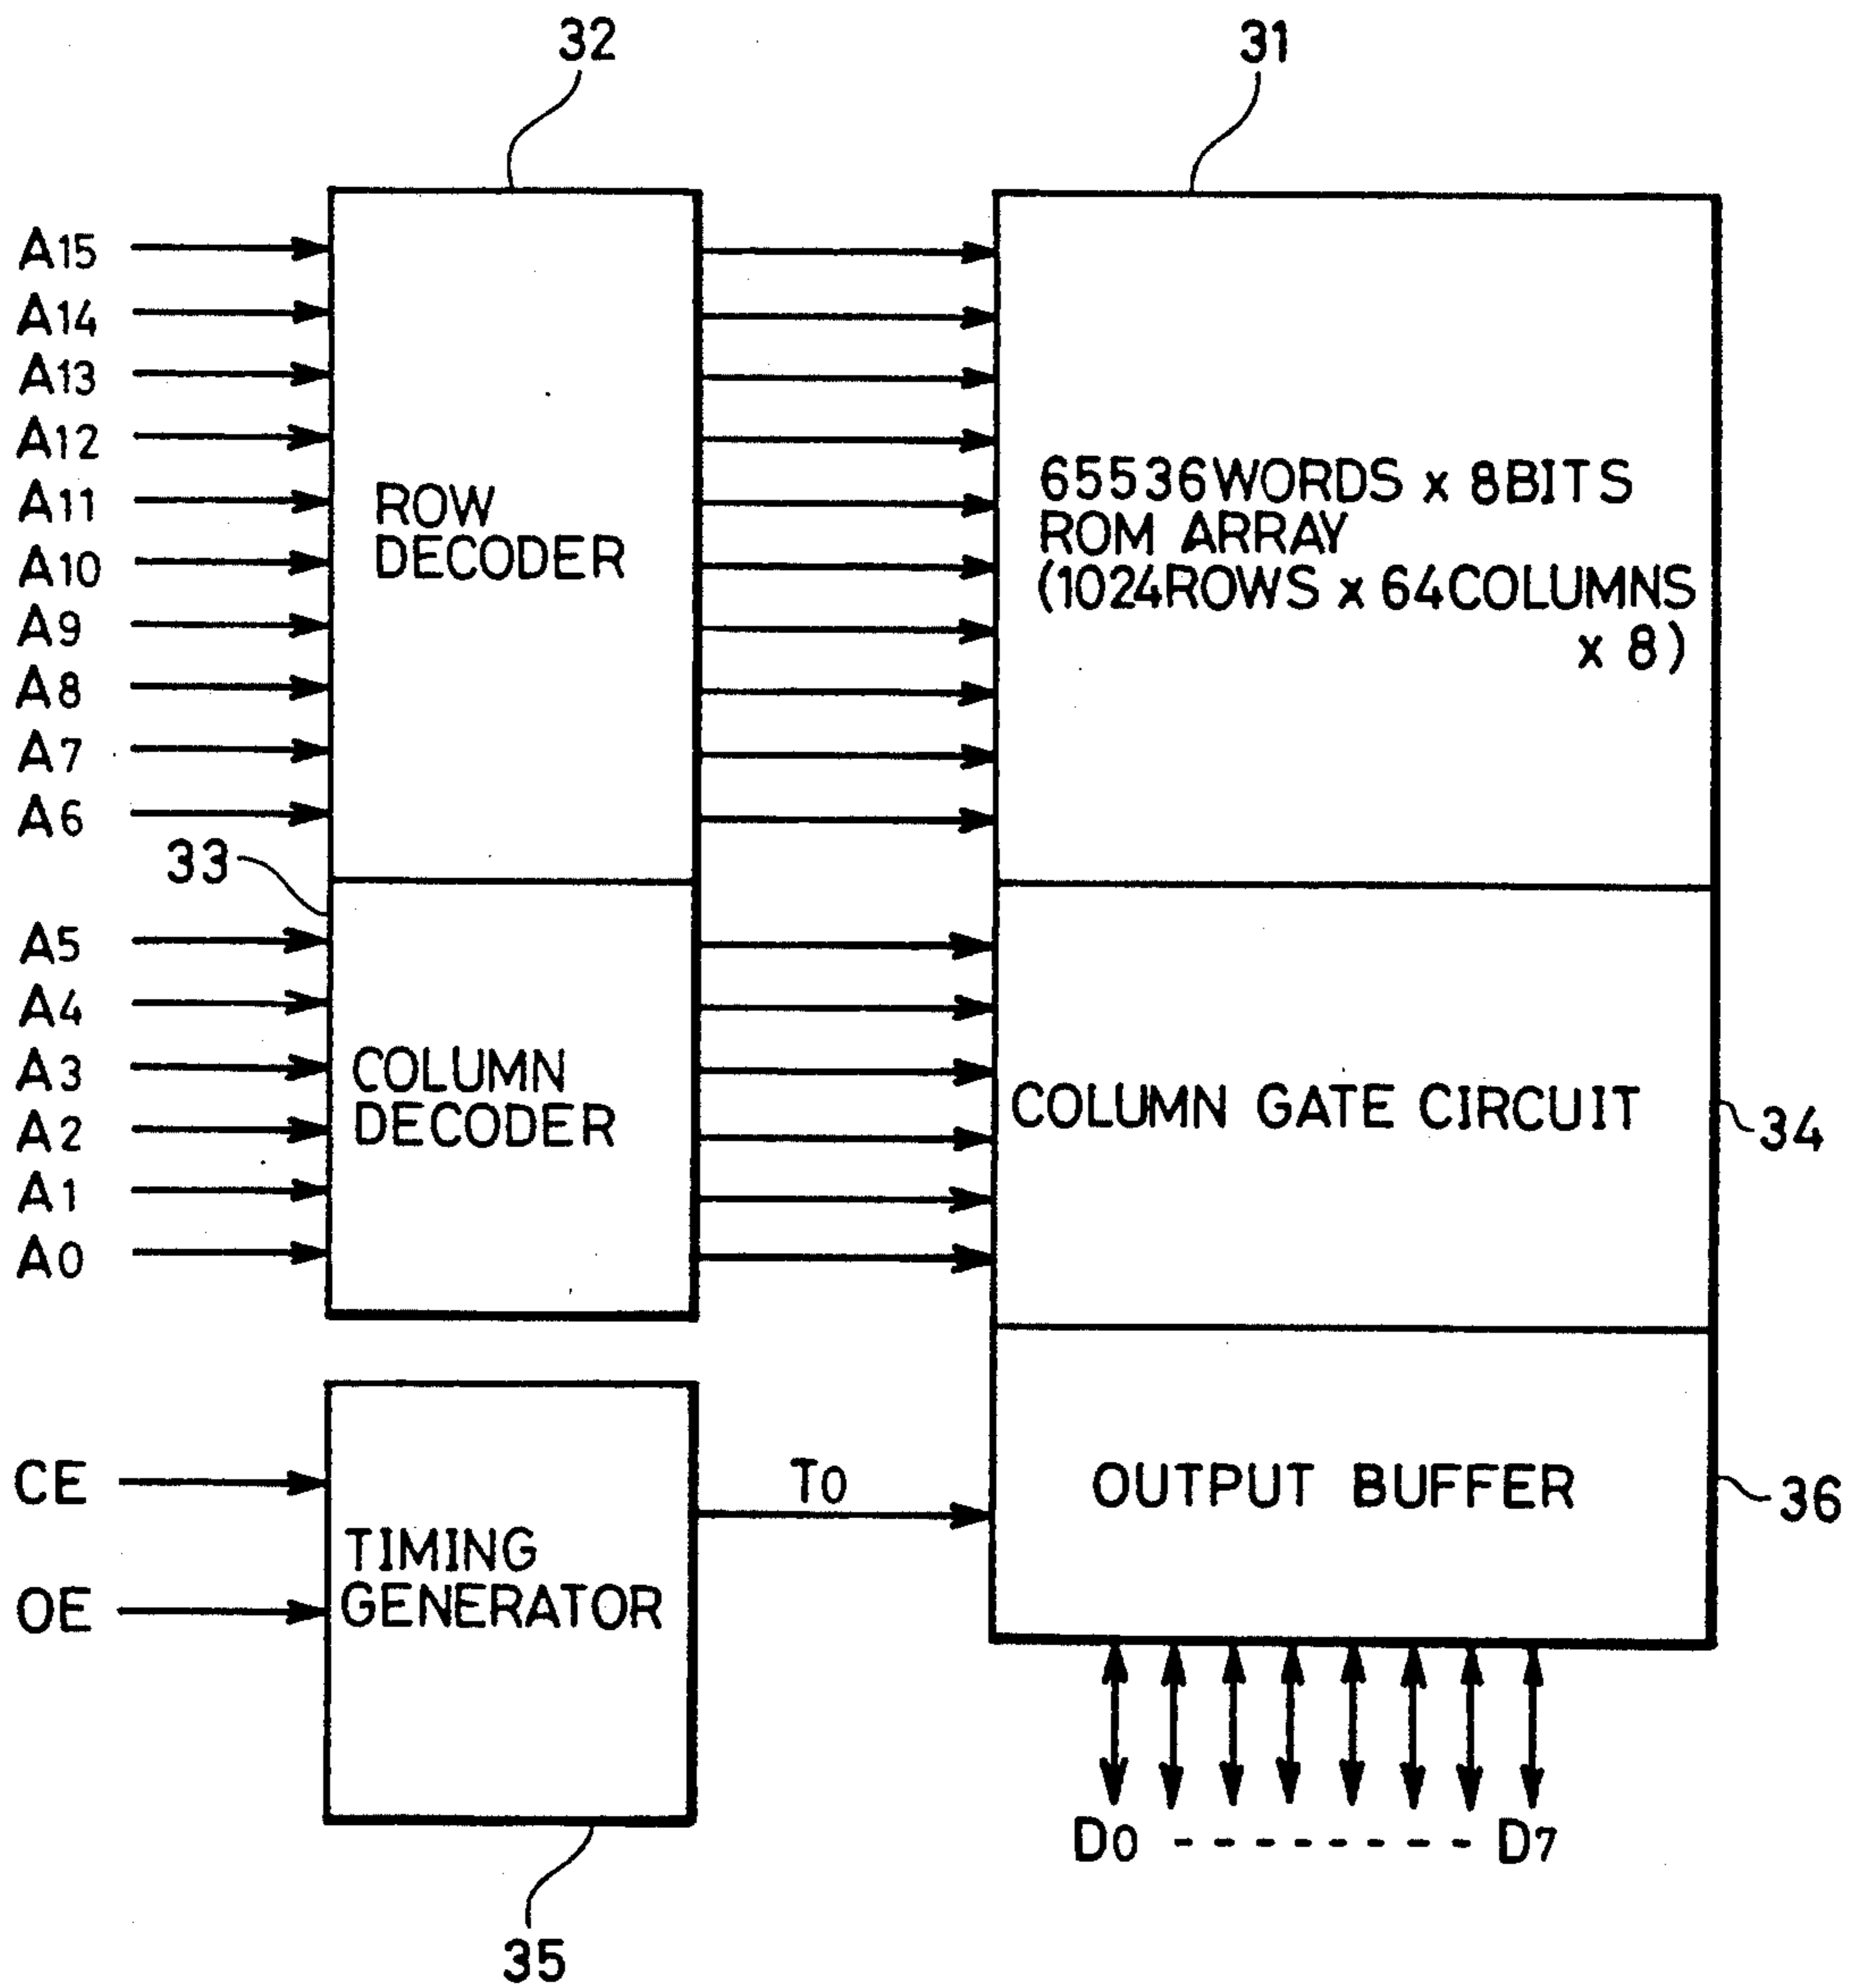 32
31
A15
A14
A13
A12
A11
A10
A9
A8
A7
A6
ROW
DECODER
65536WORDS x 8BITS
ROM ARRAY
(1024ROWS x 64COLUMNS
x 8)
33
A5
A4
A3
A2
A1
A0
COLUMN
DECODER
COLUMN GATE CIRCUIT
34
CE
OE
TIMING
GENERATOR
T0
OUTPUT BUFFER
36
D0 -------- D7
35